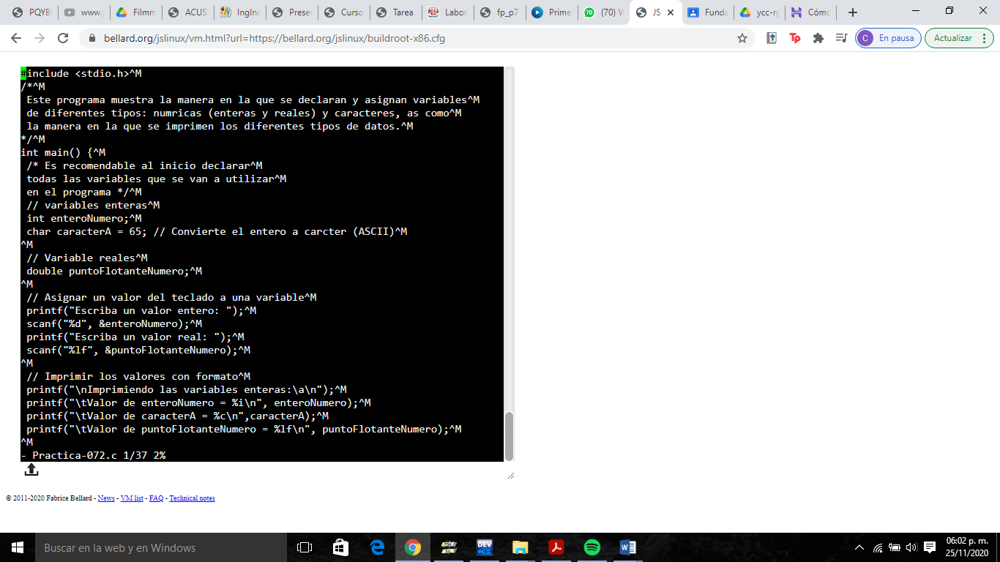 PQYB
Filmm
www.
Filmm
ACUS
IngInc
Preser
Curso
Tarea
Labor
fp_p7
Prime
(70) W
JS
Funda
ycc-rg
Cómo
bellard.org/jslinux/vm.html?url=https://bellard.org/jslinux/buildroot-x86.cfg
C En pausa
Actualizar
#include <stdio.h>^M
/*^M
Este programa muestra la manera en la que se declaran y asignan variables^M
de diferentes tipos: numricas (enteras y reales) y caracteres, as como^M
la manera en la que se imprimen los diferentes tipos de datos.^M
*/^M
int main() {^M
/* Es recomendable al inicio declarar^M
todas las variables que se van a utilizar^M
en el programa */^M
// variables enteras^M
int enteroNumero;^M
char caracterA = 65; // Convierte el entero a carcter (ASCII)^M
^M
// Variable reales^M
double puntoFlotanteNumero;^M
^M
// Asignar un valor del teclado a una variable^M
printf("Escriba un valor entero: ");^M
scanf("%d", &enteroNumero);^M
printf("Escriba un valor real: ");^M
scanf("%lf", &puntoFlotanteNumero);^M
^M
// Imprimir los valores con formato^M
printf("\nImprimiendo las variables enteras:\a\n");^M
printf("\tValor de enteroNumero = %i\n", enteroNumero);^M
printf("\tValor de caracterA = %c\n",caracterA);^M
printf("\tValor de puntoFlotanteNumero = %lf\n", puntoFlotanteNumero);^M
^M
- Practica-072.c 1/37 2%
© 2011-2020 Fabrice Bellard - News - VM list - FAQ - Technical notes
Buscar en la web y en Windows
06:02 p. m.
25/11/2020